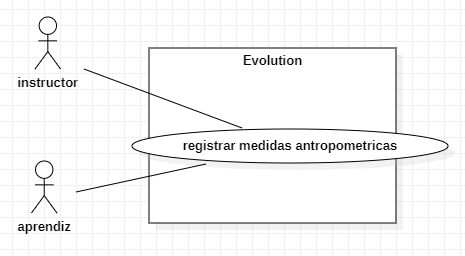 Evolution
instructor
registrar medidas antropometricas
aprendiz